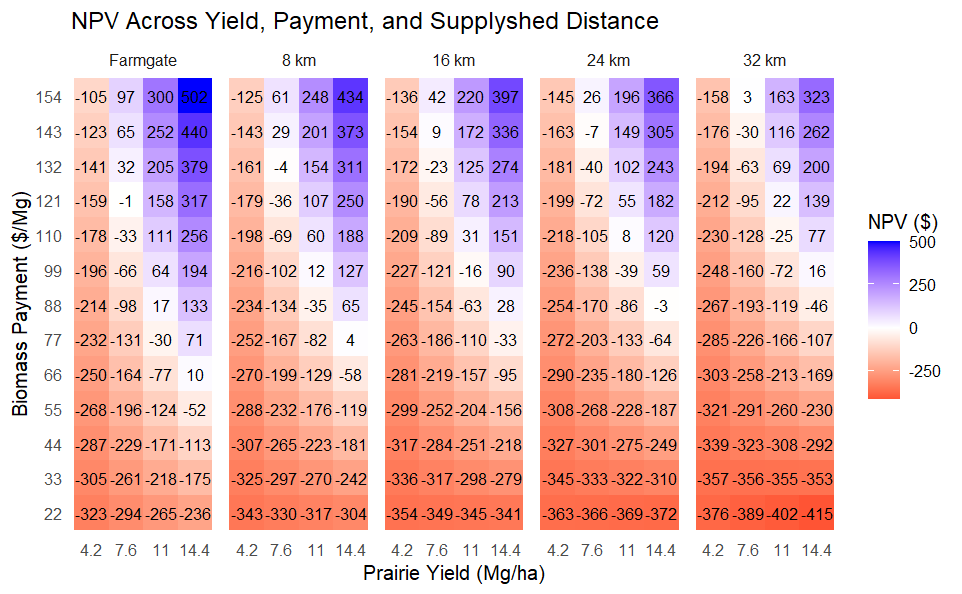 NPV Across Yield, Payment, and Supplyshed Distance
Farmgate 8 km 16 km 24 km 32 km
154 -105 97 300 502 -125 61 248 434 -136 42 220 397 -145 26 196 366 -158 3 163 323
143 -123 65 252 440 -143 29 201 373 -154 9 172 336 -163 -7 149 305 -176 -30 116 262
132 -141 32 205 379 -161 -4 154 311 -172 -23 125 274 -181 -40 102 243 -194 -63 69 200
121 -159 -1 158 317 -179 -36 107 250 -190 -56 78 213 -199 -72 55 182 -212 -95 22 139
110 -178 -33 111 256 -198 -69 60 188 -209 -89 31 151 -218 -105 8 120 -230 -128 -25 77
99 -196 -66 64 194 -216 -102 12 127 -227 -121 -16 90 -236 -138 -39 59 -248 -160 -72 16
88 -214 -98 17 133 -234 -134 -35 65 -245 -154 -63 28 -254 -170 -86 -3 -267 -193 -119 -46
77 -232 -131 -30 71 -252 -167 -82 4 -263 -186 -110 -33 -272 -203 -133 -64 -285 -226 -166 -107
66 -250 -164 -77 10 -270 -199 -129 -58 -281 -219 -157 -95 -290 -235 -180 -126 -303 -258 -213 -169
55 -268 -196 -124 -52 -288 -232 -176 -119 -299 -252 -204 -156 -308 -268 -228 -187 -321 -291 -260 -230
44 -287 -229 -171 -113 -307 -265 -223 -181 -317 -284 -251 -218 -327 -301 -275 -249 -339 -323 -308 -292
33 -305 -261 -218 -175 -325 -297 -270 -242 -336 -317 -298 -279 -345 -333 -322 -310 -357 -356 -355 -353
22 -323 -294 -265 -236 -343 -330 -317 -304 -354 -349 -345 -341 -363 -366 -369 -372 -376 -389 -402 -415
4.2 7.6 11 14.4 4.2 7.6 11 14.4 4.2 7.6 11 14.4 4.2 7.6 11 14.4 4.2 7.6 11 14.4
Prairie Yield (Mg/ha)
Biomass Payment ($/Mg)
NPV ($)
500
250
0
-250